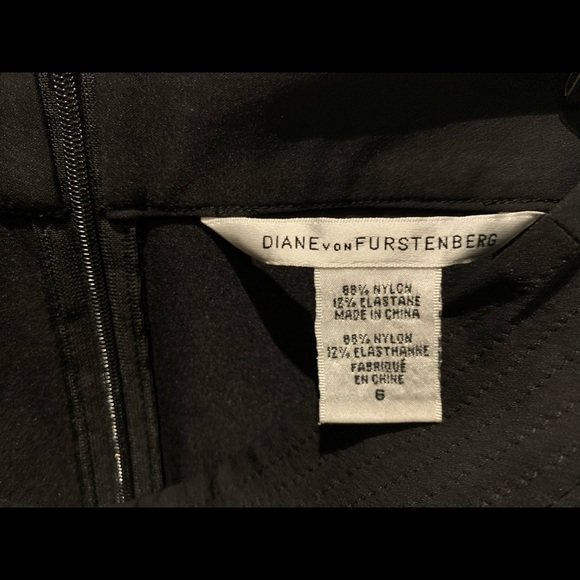 DIANE VON FURSTENBERG
88% NYLON
12% ELASTANE
MADE IN CHINA
88% NYLON
12% ELASTHANNE
FABRIQUÉ
EN CHINE
6